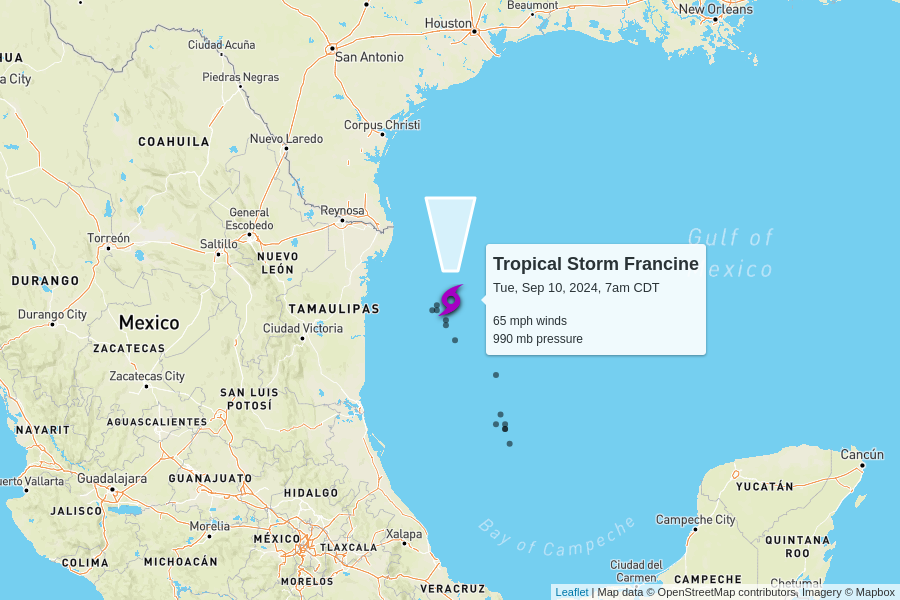 Beaumont
New Orleans
Houston
Ciudad Acuña
San Antonio
HUA
a City
Piedras Negras
Corpus Christi
COAHUILA
Nuevo Laredo
Reynosa
General
Escobedo
Torreón
Saltillo
NUEVO
LEÓN
Gulf of
exico
Tropical Storm Francine
Tue, Sep 10, 2024, 7am CDT
65 mph winds
990 mb pressure
DURANGO
Durango City
Mexico
TAMAULIPAS
Ciudad Victoria
ZACATECAS
Zacatecas City
SAN LUIS
POTOSÍ
AGUASCALIENTES
NAYARIT
uerto Vallarta
Guadalajara
GUANAJUATO
HIDALGO
JALISCO
Morelia
MÉXICO
TLAXCALA
Xalapa
COLIMA
MICHOACÁN
MORELOS
VERACRUZ
Bay of Campeche
Cancún
YUCATÁN
Campeche City
QUINTANA
ROO
Ciudad del
Carmen
CAMPECHE
Chetumal
Leaflet | Map data © OpenStreetMap contributors, Imagery © Mapbox